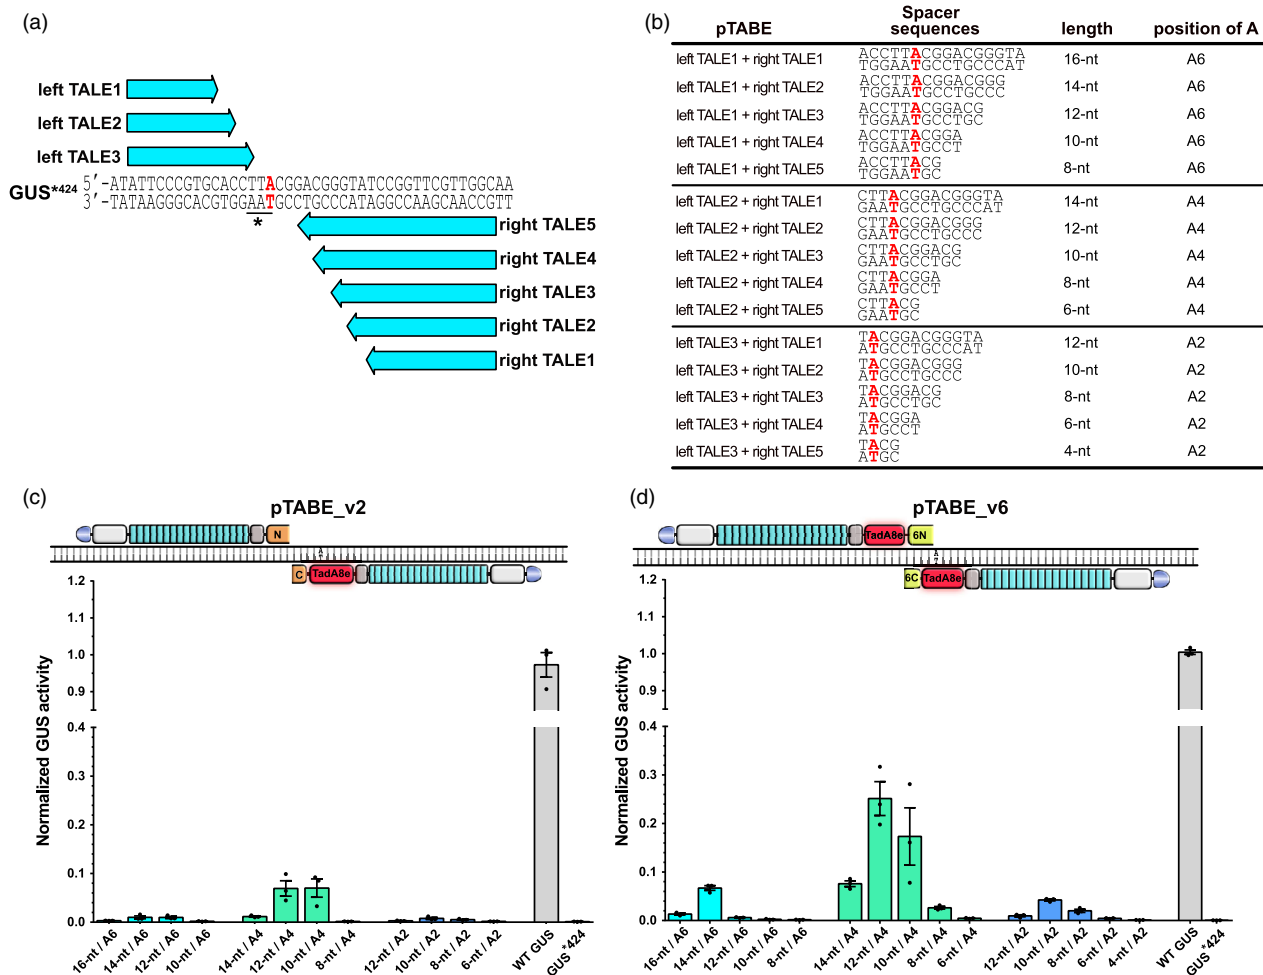 (a)
left TALE1
left TALE2
left TALE3
GUS*424
5′-ATATTCCCGTGCACCTTACGGACGGGTATCCGGTTCGTTGGCAA
3′-TATAAGGGCACGTGGAATGCCTGCCCATAGGCCAAGCAACCGTT
*
right TALE5
right TALE4
right TALE3
right TALE2
right TALE1
(b)
pTABE Spacer sequences length position of A
left TALE1 + right TALE1 ACCTTACGGACGGGTA 16-nt A6
TGGAATGCCTGCCCAT
left TALE1 + right TALE2 ACCTTACGGACGGG 14-nt A6
TGGAATGCCTGCCC
left TALE1 + right TALE3 ACCTTACGGACG 12-nt A6
TGGAATGCCTGC
left TALE1 + right TALE4 ACCTTACGGA 10-nt A6
TGGAATGCCT
left TALE1 + right TALE5 ACCTTACG 8-nt A6
TGGAATGC
left TALE2 + right TALE1 CTTACGGACGGGTA 14-nt A4
GAATGCCTGCCCAT
left TALE2 + right TALE2 CTTACGGACGGG 12-nt A4
GAATGCCTGCCC
left TALE2 + right TALE3 CTTACGGACG 10-nt A4
GAATGCCTGC
left TALE2 + right TALE4 CTTACGGA 8-nt A4
GAATGCCT
left TALE2 + right TALE5 CTTACG 6-nt A4
GAATGC
left TALE3 + right TALE1 TACGGACGGGTA 12-nt A2
ATGCCTGCCCAT
left TALE3 + right TALE2 TACGGACGGG 10-nt A2
ATGCCTGCCC
left TALE3 + right TALE3 TACGGACG 8-nt A2
ATGCCTGC
left TALE3 + right TALE4 TACGGA 6-nt A2
ATGCCT
left TALE3 + right TALE5 TACG 4-nt A2
ATGC
(c)
pTABE_v2
N
A
C TadA8e
Normalized GUS activity
1.2
1.1
1.0
0.9
0.4
0.3
0.2
0.1
0.0
16-nt / A6
14-nt / A6
12-nt / A6
10-nt / A6
14-nt / A4
12-nt / A4
10-nt / A4
8-nt / A4
12-nt / A2
10-nt / A2
8-nt / A2
6-nt / A2
WT GUS
GUS*424
(d)
pTABE_v6
TadA8e 6N
A
6C TadA8e
Normalized GUS activity
1.2
1.1
1.0
0.9
0.4
0.3
0.2
0.1
0.0
16-nt / A6
14-nt / A6
12-nt / A6
10-nt / A6
8-nt / A6
14-nt / A4
12-nt / A4
10-nt / A4
8-nt / A4
6-nt / A4
12-nt / A2
10-nt / A2
8-nt / A2
6-nt / A2
4-nt / A2
WT GUS
GUS*424